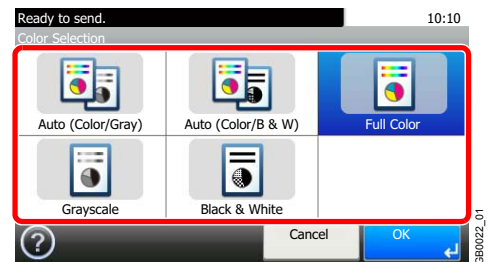 Ready to send. 10:10
Color Selection
Auto (Color/Gray) Auto (Color/B & W) Full Color
Grayscale Black & White
? Cancel OK
GB0022_01